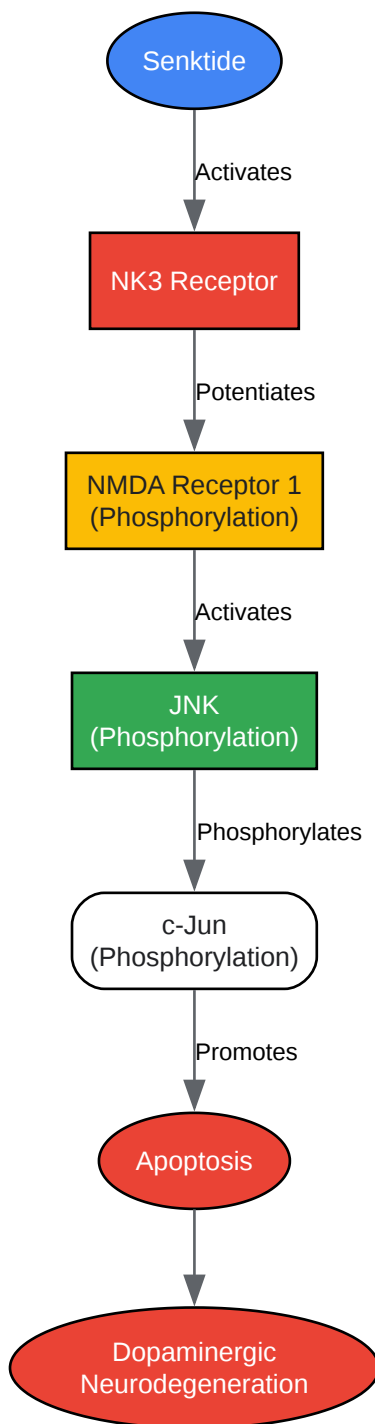 Senktide
Activates
NK3 Receptor
Potentiates
NMDA Receptor 1
(Phosphorylation)
Activates
JNK
(Phosphorylation)
Phosphorylates
c-Jun
(Phosphorylation)
Promotes
Apoptosis
Dopaminergic
Neurodegeneration